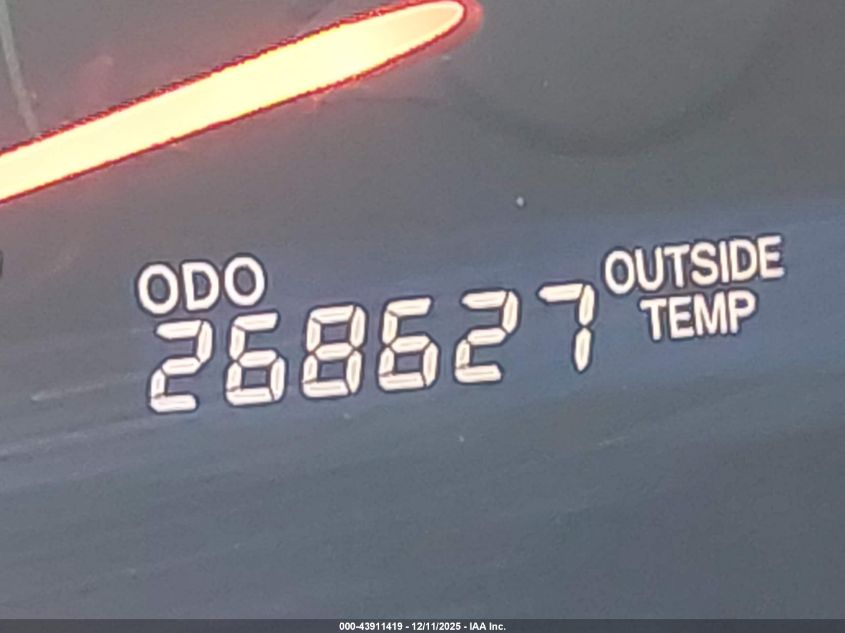 ODO
268627
OUTSIDE
TEMP
000-43911419 - 12/11/2025 - IAA Inc.